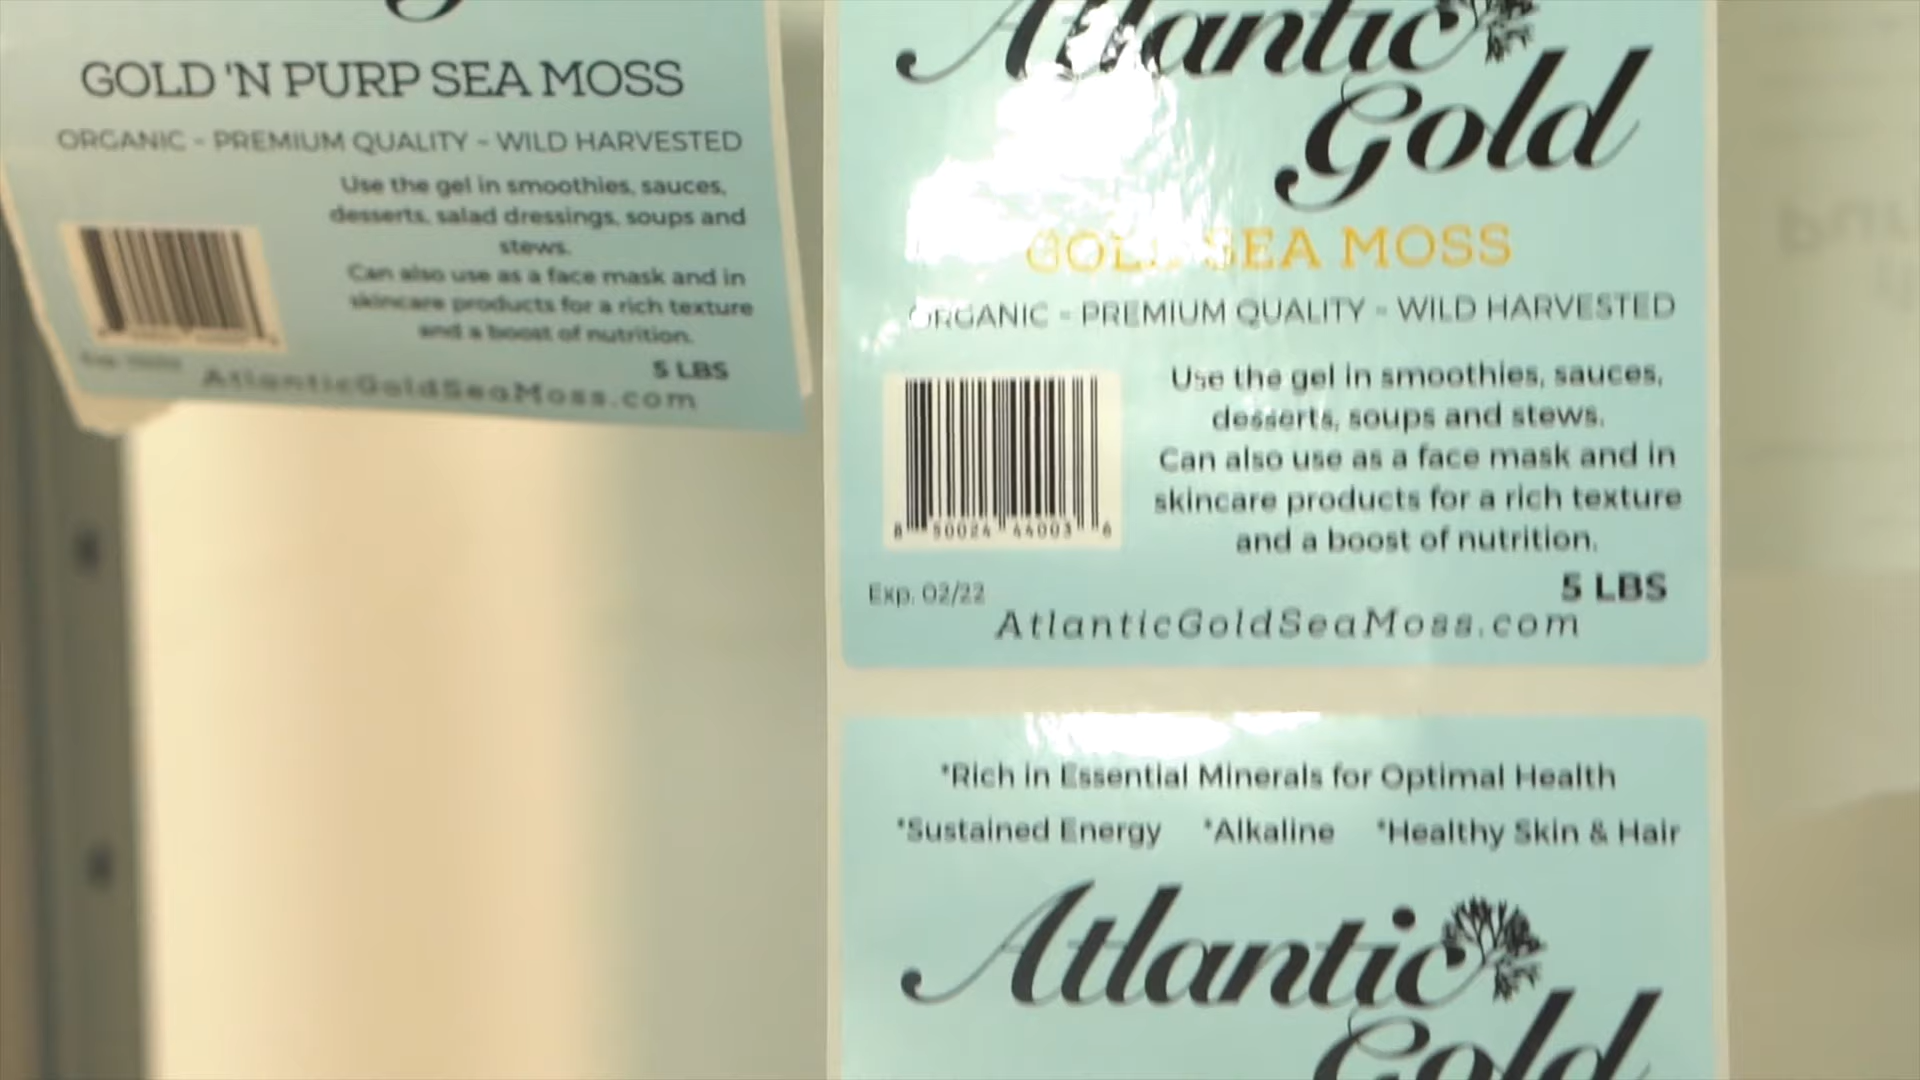 GOLD 'N PURP SEA MOSS
ORGANIC - PREMIUM QUALITY - WILD HARVESTED
Use the gel in smoothies, sauces,
desserts, salad dressings, soups and
stews.
Can also use as a face mask and in
skincare products for a rich texture
and a boost of nutrition.
5 LBS
AtlanticGoldSeaMoss.com
Atlantic
Gold
GOLD SEA MOSS
ORGANIC - PREMIUM QUALITY - WILD HARVESTED
Use the gel in smoothies, sauces,
desserts, soups and stews.
Can also use as a face mask and in
skincare products for a rich texture
and a boost of nutrition.
8 50024 44003 6
Exp. 02/22
5 LBS
AtlanticGoldSeaMoss.com
*Rich in Essential Minerals for Optimal Health
*Sustained Energy *Alkaline *Healthy Skin & Hair
Atlantic
Gold